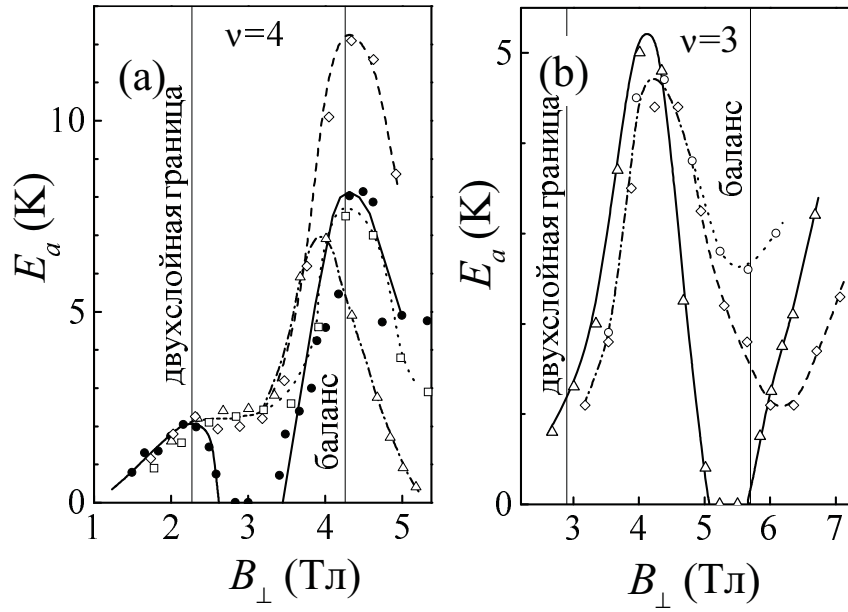 (a)
ν=4
двухслойная граница
баланс
10
5
0
E_a (K)
1 2 3 4 5
B_⊥ (Тл)
(b)
ν=3
двухслойная граница
баланс
5
0
E_a (K)
3 4 5 6 7
B_⊥ (Тл)